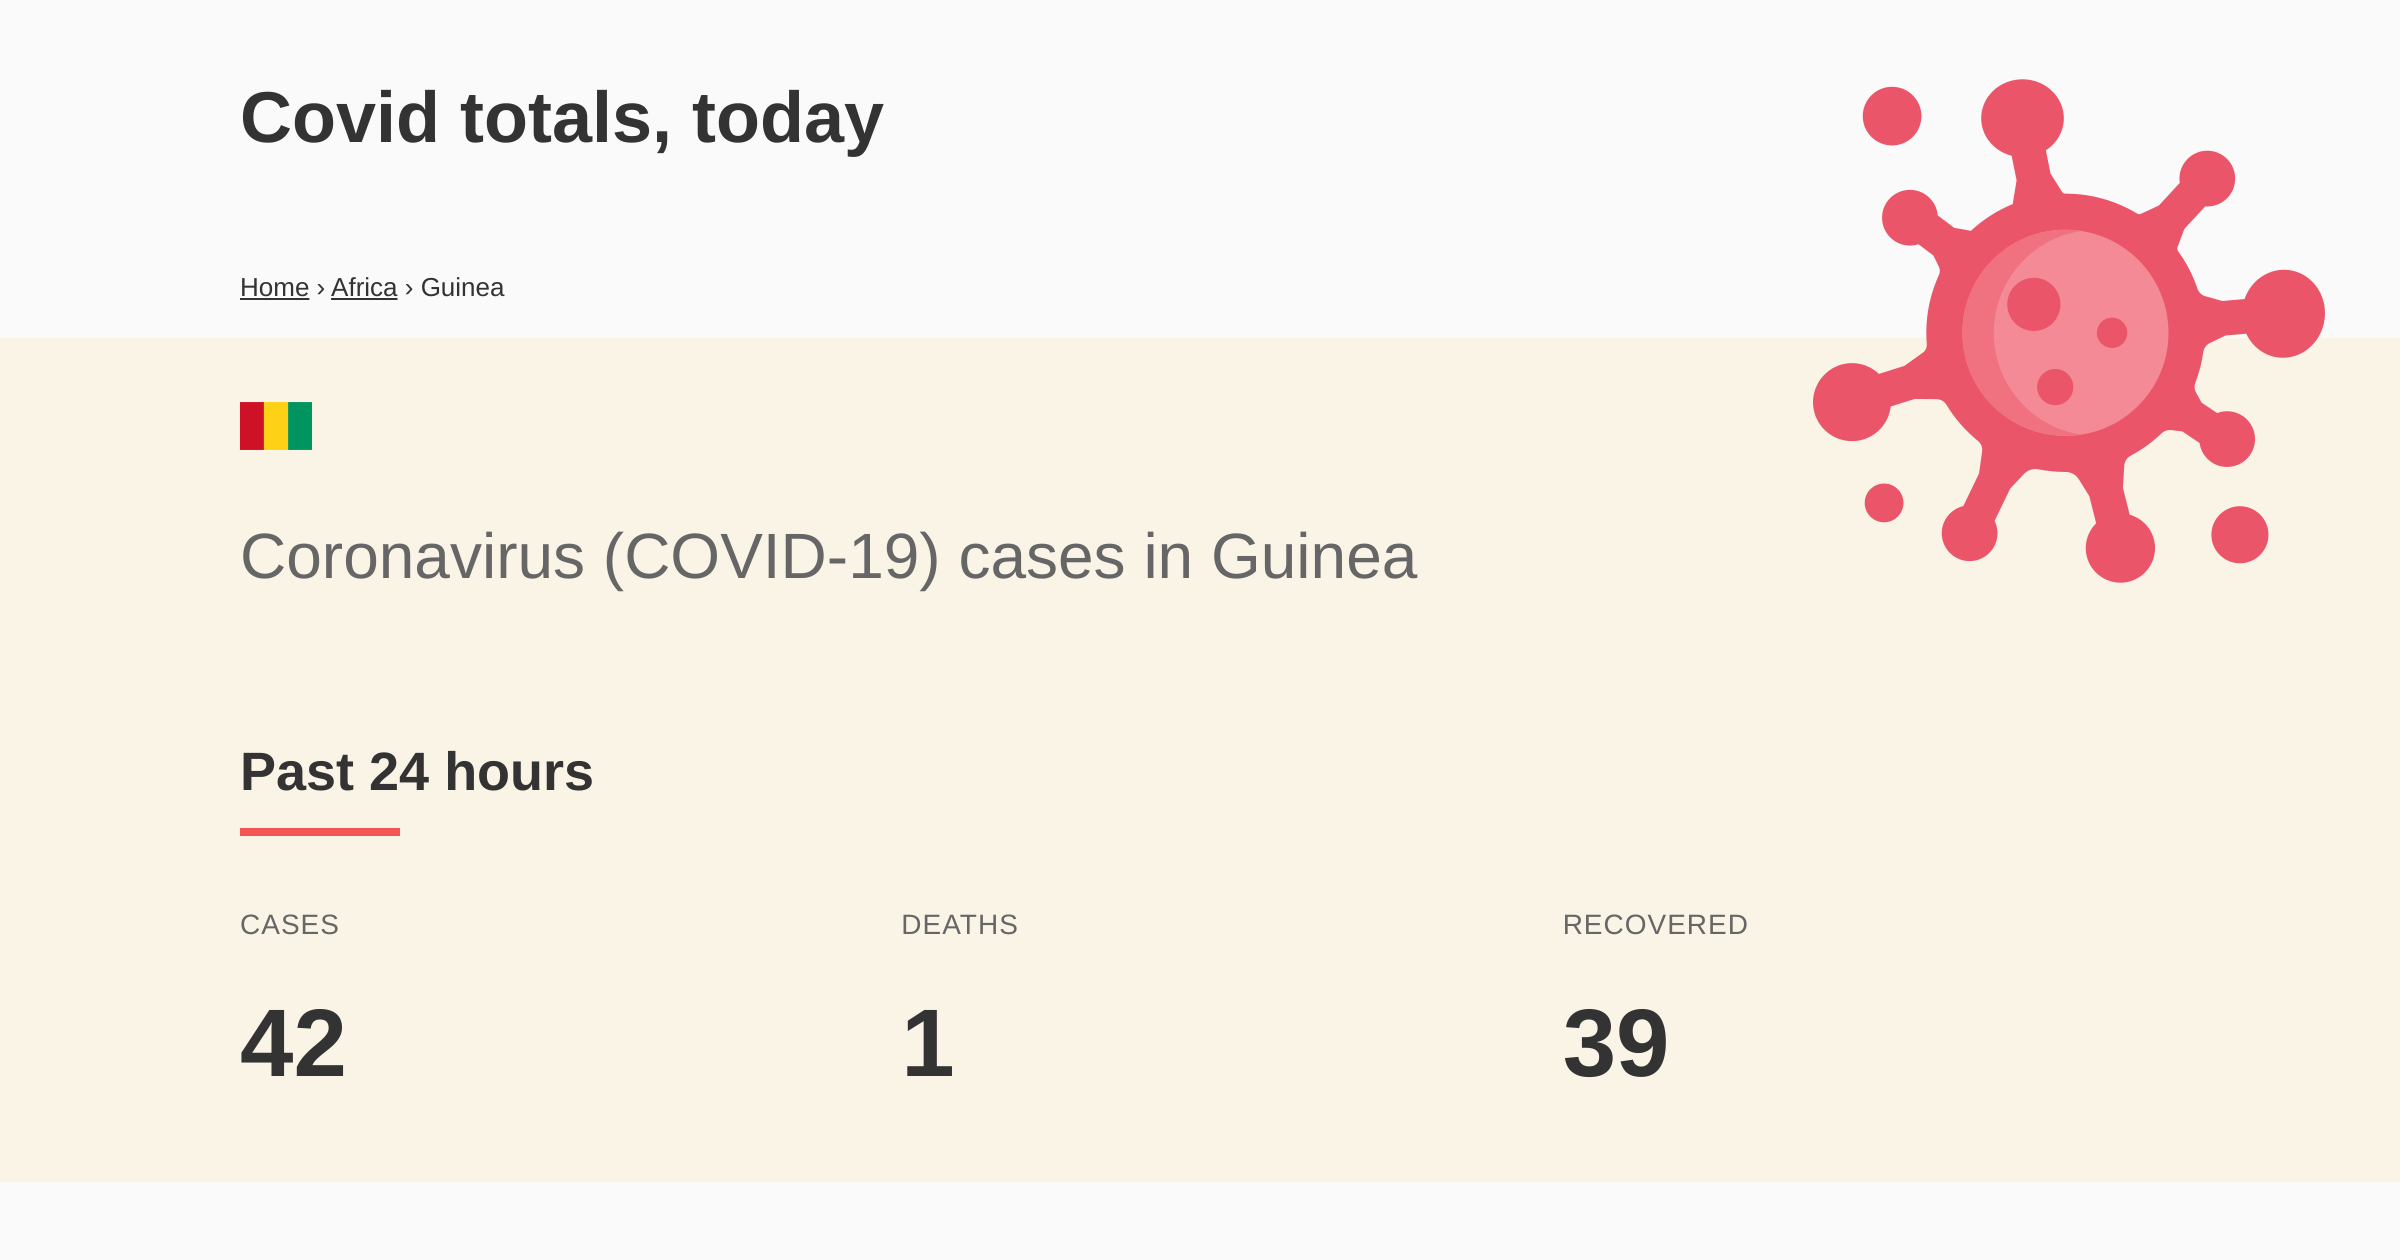 Covid totals, today
Home › Africa › Guinea
Coronavirus (COVID-19) cases in Guinea
Past 24 hours
CASES DEATHS RECOVERED
42 1 39